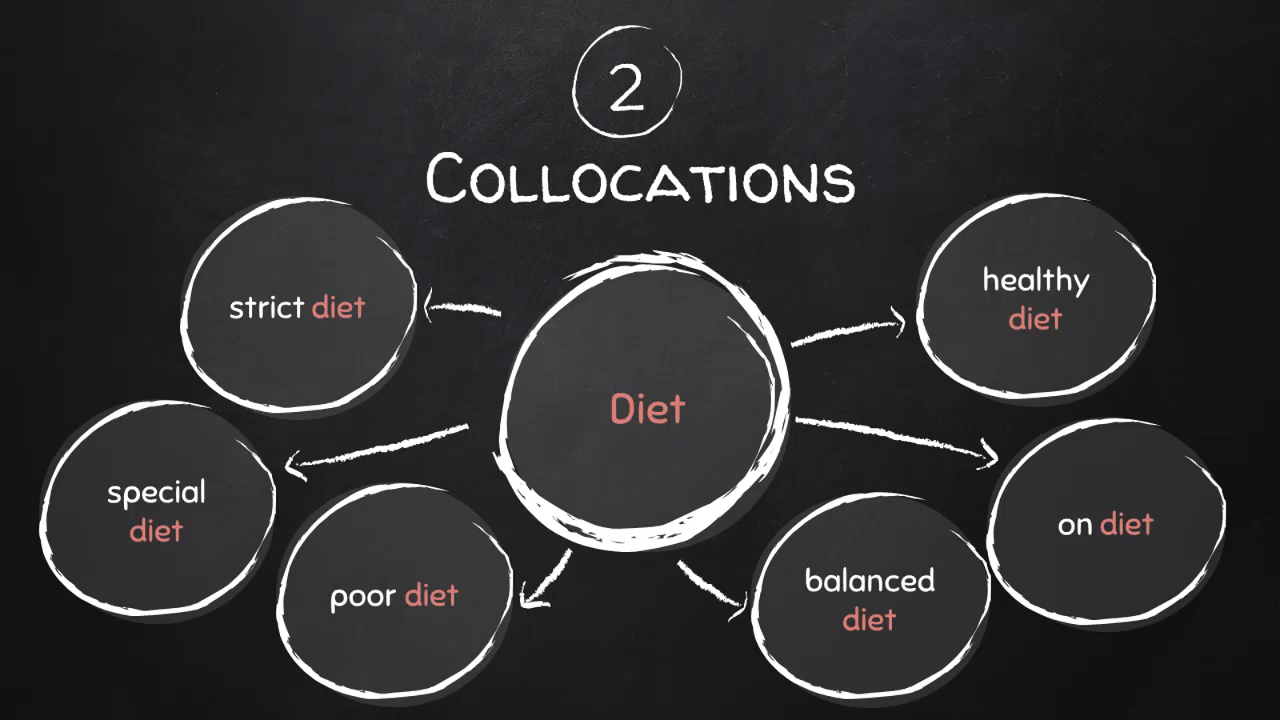 2
Collocations
strict diet
healthy
diet
Diet
special
diet
on diet
poor diet
balanced
diet